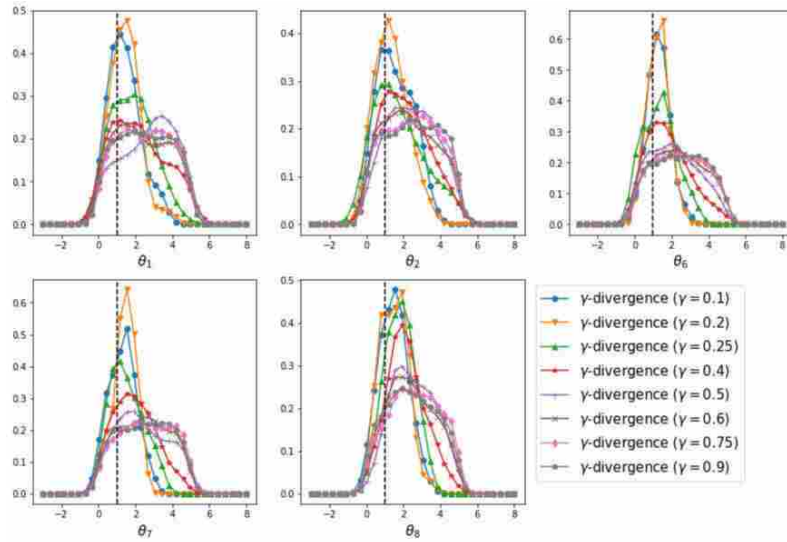 0.5
0.4
0.3
0.2
0.1
0.0
−2 0 2 4 6 8
θ1
0.4
0.3
0.2
0.1
0.0
−2 0 2 4 6 8
θ2
0.6
0.5
0.4
0.3
0.2
0.1
0.0
−2 0 2 4 6 8
θ6
0.6
0.5
0.4
0.3
0.2
0.1
0.0
−2 0 2 4 6 8
θ7
0.5
0.4
0.3
0.2
0.1
0.0
−2 0 2 4 6 8
θ8
γ-divergence (γ = 0.1)
γ-divergence (γ = 0.2)
γ-divergence (γ = 0.25)
γ-divergence (γ = 0.4)
γ-divergence (γ = 0.5)
γ-divergence (γ = 0.6)
γ-divergence (γ = 0.75)
γ-divergence (γ = 0.9)